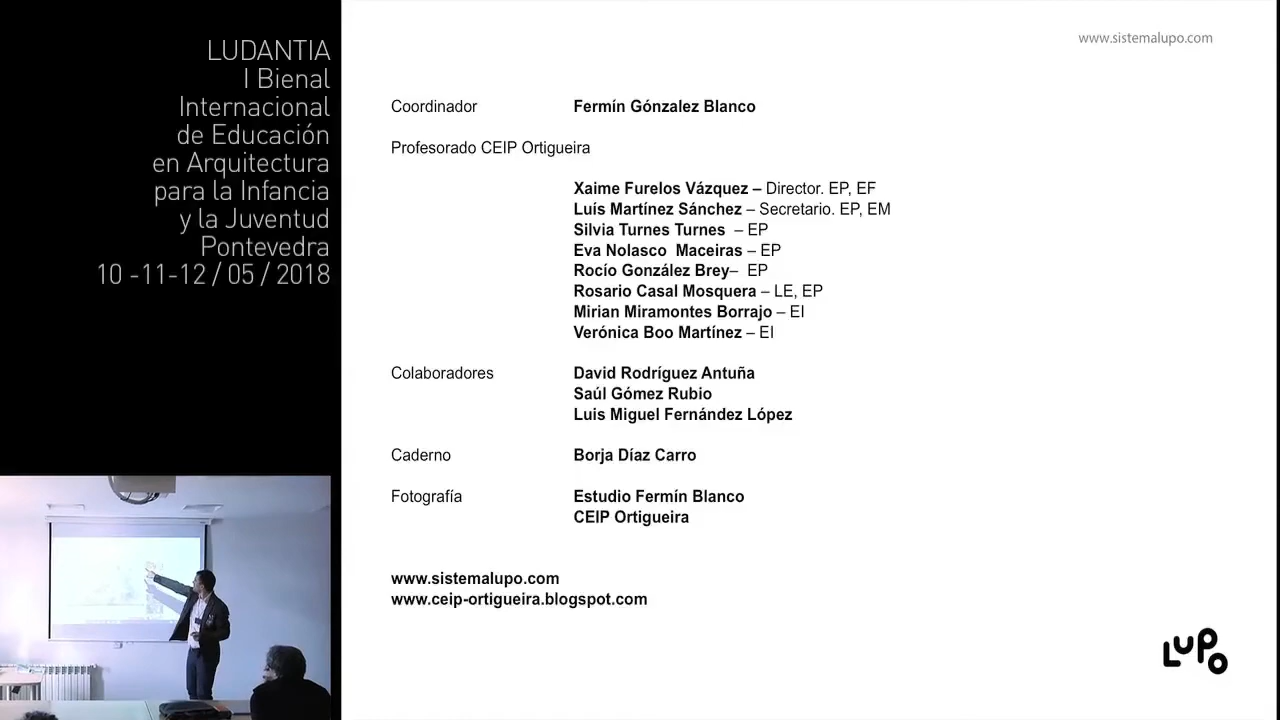 LUDANTIA
I Bienal
Internacional
de Educación
en Arquitectura
para la Infancia
y la Juventud
Pontevedra
10 -11-12 / 05 / 2018
www.sistemalupo.com
Coordinador Fermín Gónzalez Blanco
Profesorado CEIP Ortigueira
Xaime Furelos Vázquez – Director. EP, EF
Luís Martínez Sánchez – Secretario. EP, EM
Silvia Turnes Turnes – EP
Eva Nolasco Maceiras – EP
Rocío González Brey– EP
Rosario Casal Mosquera – LE, EP
Mirian Miramontes Borrajo – EI
Verónica Boo Martínez – EI
Colaboradores David Rodríguez Antuña
Saúl Gómez Rubio
Luis Miguel Fernández López
Caderno Borja Díaz Carro
Fotografía Estudio Fermín Blanco
CEIP Ortigueira
www.sistemalupo.com
www.ceip-ortigueira.blogspot.com
LUPO